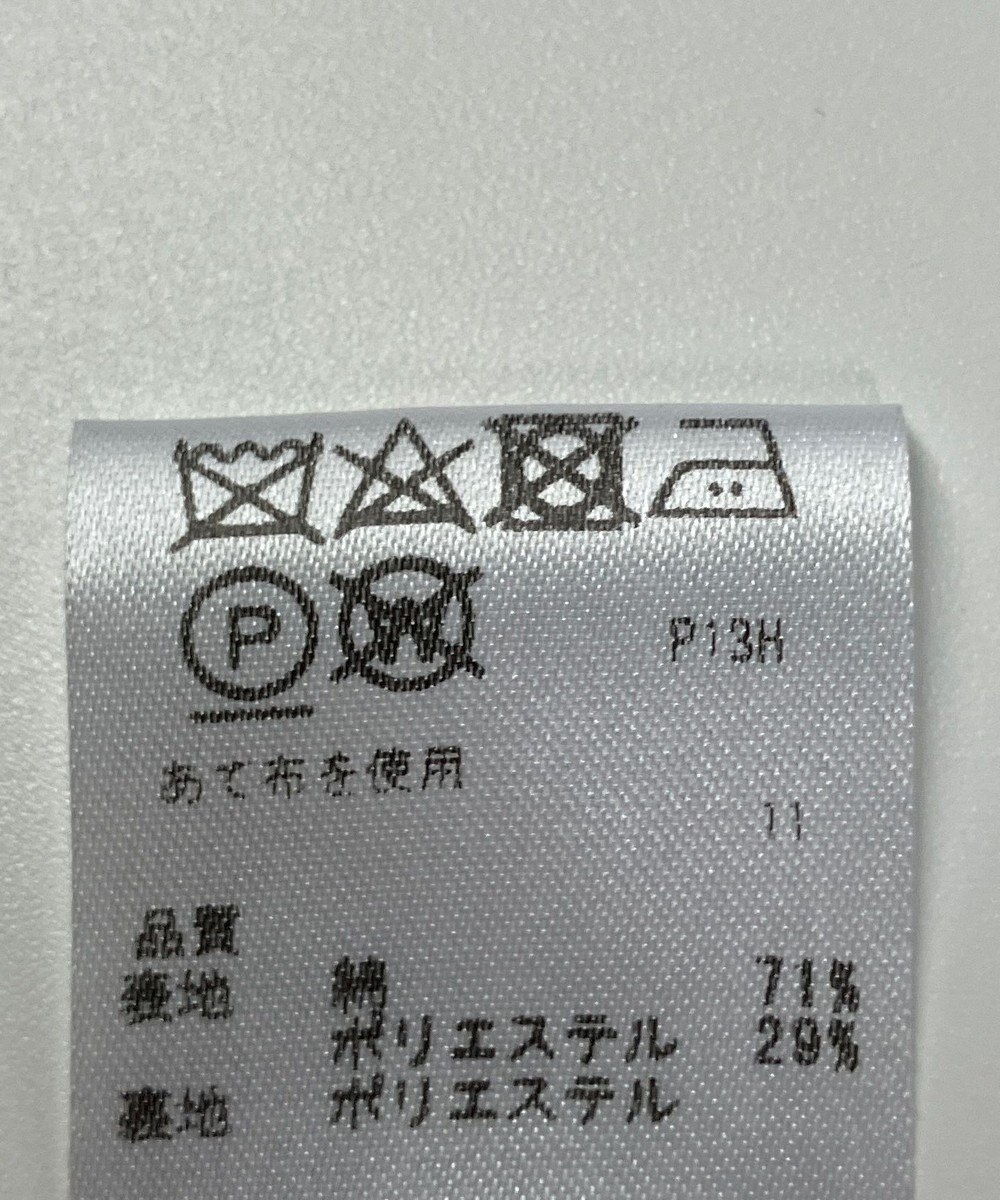 P W P13H
あて布を使用
11
品質
表地 綿 71%
ポリエステル 29%
裏地 ポリエステル